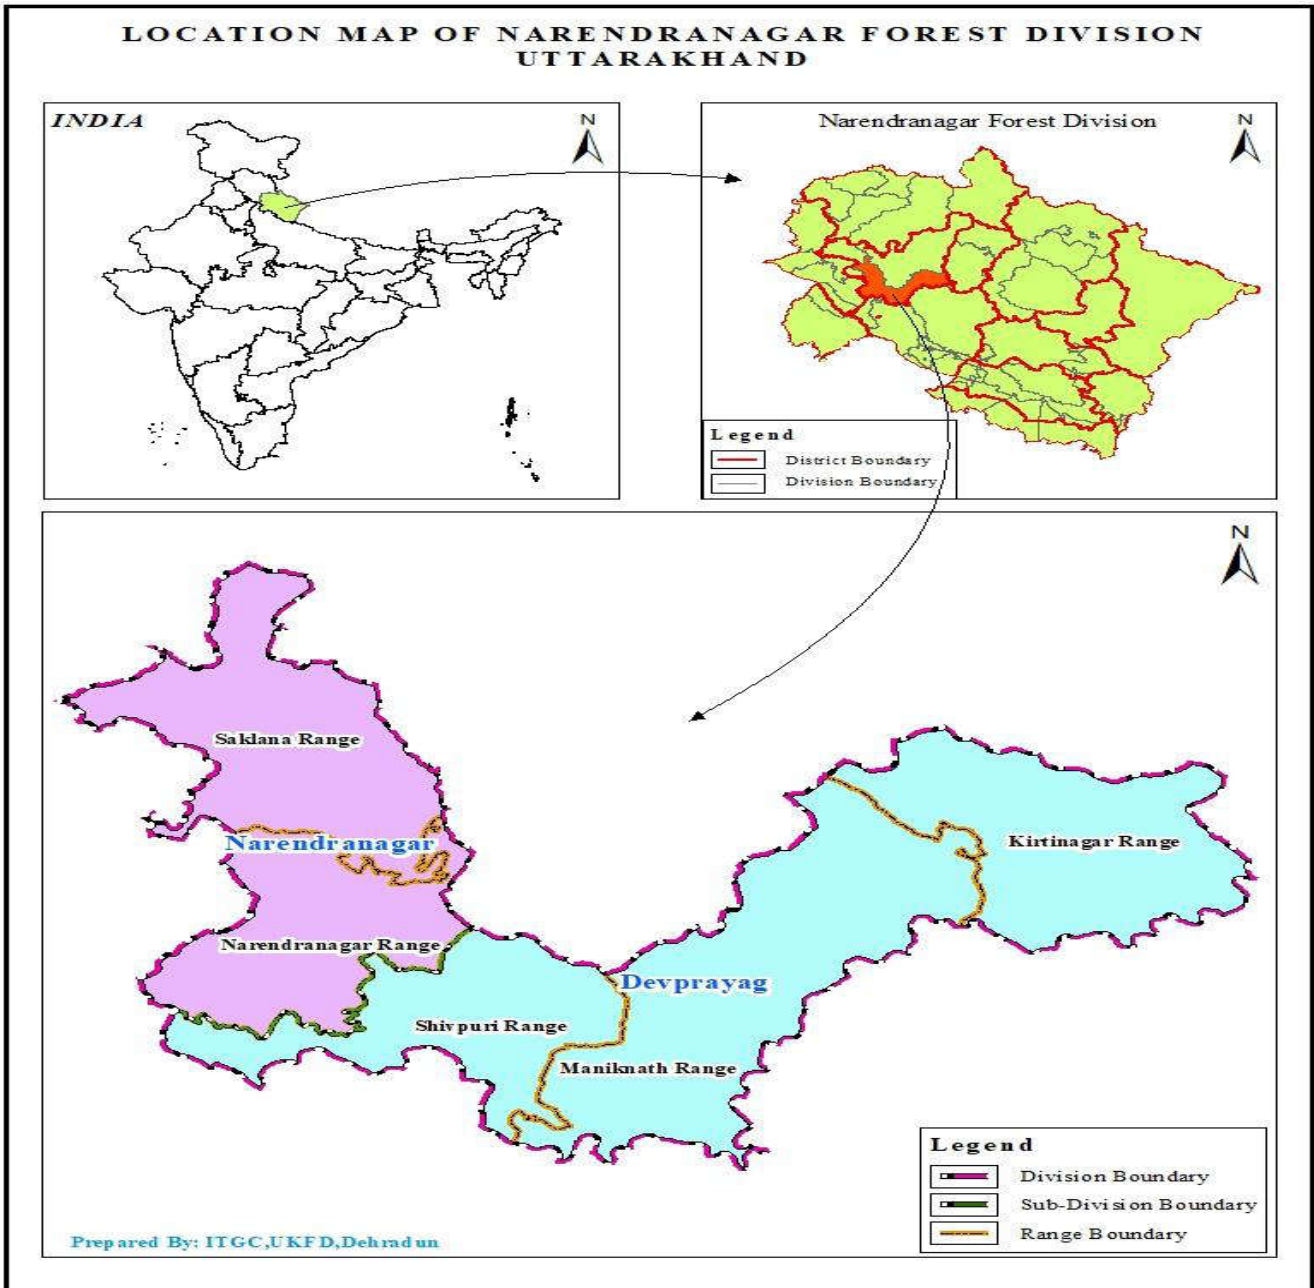 LOCATION MAP OF NARENDRANAGAR FOREST DIVISION
UTTARAKHAND
INDIA
N
Narendranagar Forest Division
N
Legend
District Boundary
Division Boundary
N
Saklana Range
Narendranagar
Kirtinagar Range
Narendranagar Range
Devprayag
Shivpuri Range
Maniknath Range
Legend
Division Boundary
Sub-Division Boundary
Range Boundary
Prepared By: ITGC,UKFD,Dehradun